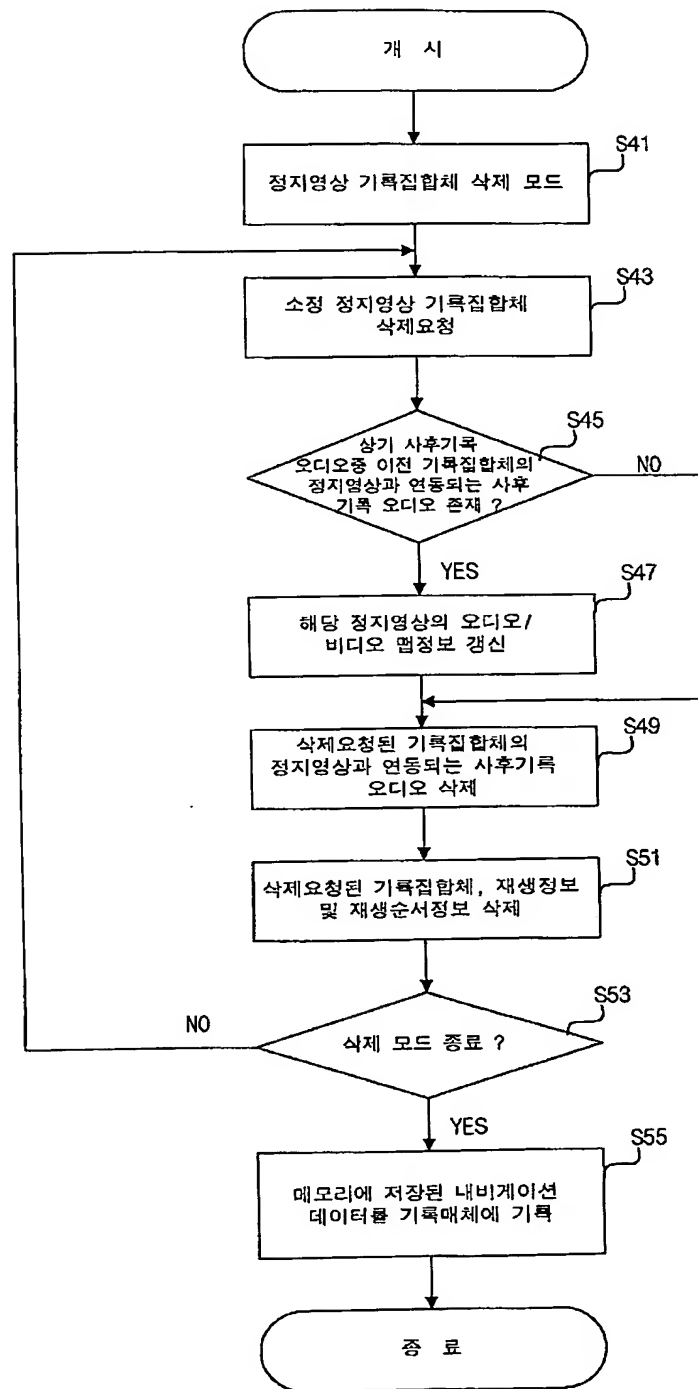 개 시
S41
정지영상 기록집합체 삭제 모드
S43
소정 정지영상 기록집합체
삭제요청
S45
상기 사후기록
오디오중 이전 기록집합체의
정지영상과 연동되는 사후
기록 오디오 존재 ?
NO
YES
S47
해당 정지영상의 오디오/
비디오 맵정보 갱신
S49
삭제요청된 기록집합체의
정지영상과 연동되는 사후기록
오디오 삭제
S51
삭제요청된 기록집합체, 재생정보
및 재생순서정보 삭제
S53
NO
삭제 모드 종료 ?
YES
S55
메모리에 저장된 내비게이션
데이터를 기록매체에 기록
종 료